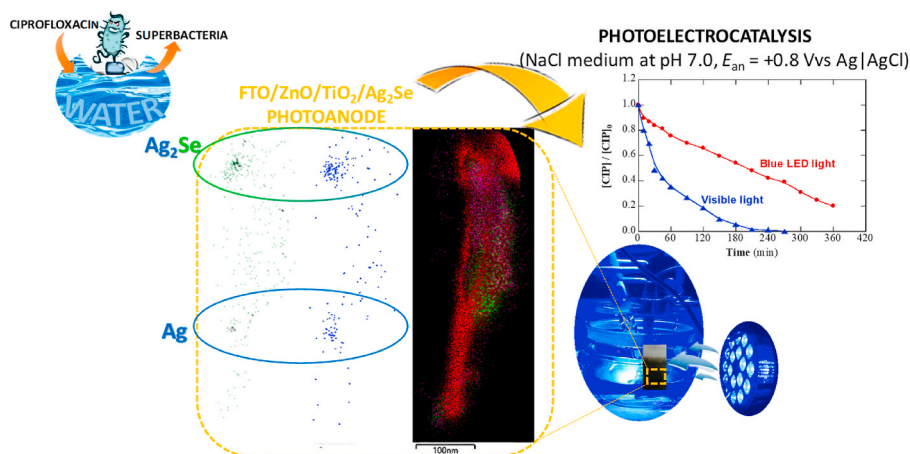 CIPROFLOXACIN
SUPERBACTERIA
WATER
FTO/ZnO/TiO₂/Ag₂Se
PHOTOANODE
Ag₂Se
Ag
100nm
PHOTOELECTROCATALYSIS
(NaCl medium at pH 7.0, Eₐₙ = +0.8 Vvs Ag|AgCl)
[CIP] / [CIP]₀
1.2
1.0
0.8
0.6
0.4
0.2
0.0
Blue LED light
Visible light
0 60 120 180 240 300 360 420
Time (min)